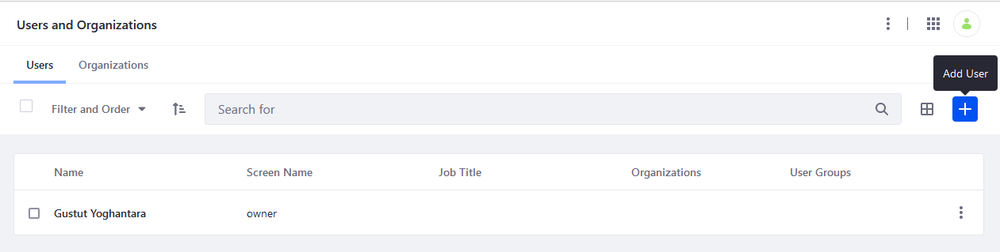 Users and Organizations
Users Organizations
Add User
Filter and Order Search for
Name Screen Name Job Title Organizations User Groups
Gustut Yoghantara owner